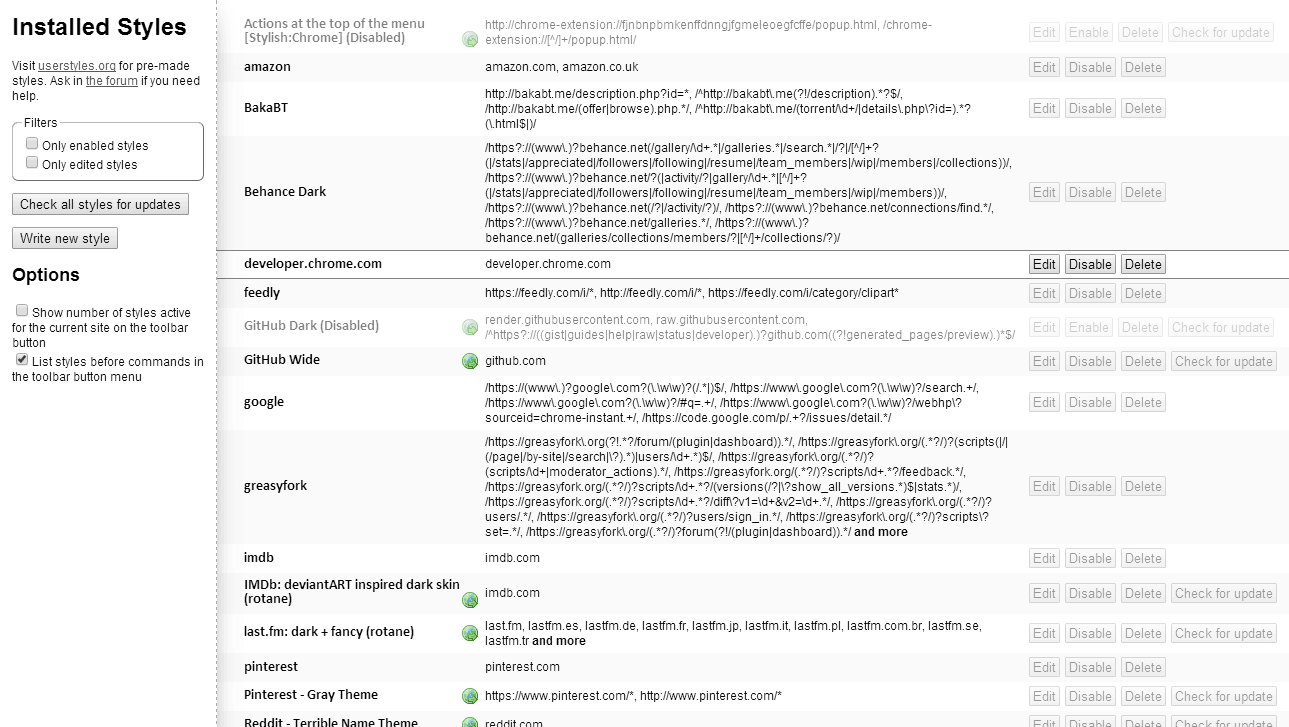 Installed Styles
Visit userstyles.org for pre-made
styles. Ask in the forum if you need
help.
Filters
Only enabled styles
Only edited styles
Check all styles for updates
Write new style
Options
Show number of styles active
for the current site on the toolbar
button
List styles before commands in
the toolbar button menu
Actions at the top of the menu
[Stylish:Chrome] (Disabled)
http://chrome-extension://fjnbnpbmkenffdnngjfgmeleoegfcffe/popup.html, /chrome-
extension://[^/]+/popup.html/
Edit Enable Delete Check for update
amazon
amazon.com, amazon.co.uk
Edit Disable Delete
BakaBT
http://bakabt.me/description.php?id=*, /^http://bakabt\.me(?!/description).*?$/,
/http://bakabt.me/(offer|browse).php.*/, /^http://bakabt\.me/(torrent/\d+/|details\.php\?id=).*?
(\.html$|)/
Edit Disable Delete
Behance Dark
/https?://(www\.)?behance.net(/gallery/\d+.*|/galleries.*|/search.*|/?|/[^/]+?
(|/stats|/appreciated|/followers|/following|/resume|/team_members|/wip|/members|/collections))/,
/https?://(www\.)?behance.net/?(|activity/?|gallery/\d+.*|[^/]+?
(|/stats|/appreciated|/followers|/following|/resume|/team_members|/wip|/members))/,
/https?://(www\.)?behance.net(/?|/activity/?)/, /https?://(www\.)?behance.net/connections/find.*/,
/https?://(www\.)?behance.net/galleries.*/, /https?://(www\.)?
behance.net/(galleries/collections/members/?|[^/]+/collections/?)/
Edit Disable Delete
developer.chrome.com
developer.chrome.com
Edit Disable Delete
feedly
https://feedly.com/i/*, http://feedly.com/i/*, https://feedly.com/i/category/clipart*
Edit Disable Delete
GitHub Dark (Disabled)
render.githubusercontent.com, raw.githubusercontent.com,
/^https?://((gist|guides|help|raw|status|developer).)?github.com((?!generated_pages/preview).)*$/
Edit Enable Delete Check for update
GitHub Wide
github.com
Edit Disable Delete Check for update
google
/https://(www\.)?google\.com?(\.\w\w)?(/.*|)$/, /https://www\.google\.com?(\.\w\w)?/search.+/,
/https://www\.google\.com?(\.\w\w)?/#q=.+/, /https://www\.google\.com?(\.\w\w)?/webhp\?
sourceid=chrome-instant.+/, /https://code.google.com/p/.+?/issues/detail.*/
Edit Disable Delete
greasyfork
/https://greasyfork\.org(?!.*?/forum/(plugin|dashboard)).*/, /https://greasyfork\.org/(.*?/)?(scripts(|/|
(/page|/by-site|/search|\?).*)|users/\d+.*)$/, /https://greasyfork\.org/(.*?/)?
(scripts/\d+|moderator_actions).*/, /https://greasyfork.org/(.*?/)?scripts/\d+.*?/feedback.*/,
/https://greasyfork.org/(.*?/)?scripts/\d+.*?/(versions(/?|\?show_all_versions.*)$|stats.*)/,
/https://greasyfork.org/(.*?/)?scripts/\d+.*?/diff\?v1=\d+&v2=\d+.*/, /https://greasyfork\.org/(.*?/)?
users/.*/, /https://greasyfork\.org/(.*?/)?users/sign_in.*/, /https://greasyfork\.org/(.*?/)?scripts\?
set=.*/, /https://greasyfork\.org/(.*?/)?forum(?!/(plugin|dashboard)).*/ and more
Edit Disable Delete
imdb
imdb.com
Edit Disable Delete
IMDb: deviantART inspired dark skin
(rotane)
imdb.com
Edit Disable Delete Check for update
last.fm: dark + fancy (rotane)
last.fm, lastfm.es, lastfm.de, lastfm.fr, lastfm.jp, lastfm.it, lastfm.pl, lastfm.com.br, lastfm.se,
lastfm.tr and more
Edit Disable Delete Check for update
pinterest
pinterest.com
Edit Disable Delete
Pinterest - Gray Theme
https://www.pinterest.com/*, http://www.pinterest.com/*
Edit Disable Delete Check for update
Reddit - Terrible Name Theme
reddit.com
Edit Disable Delete Check for update